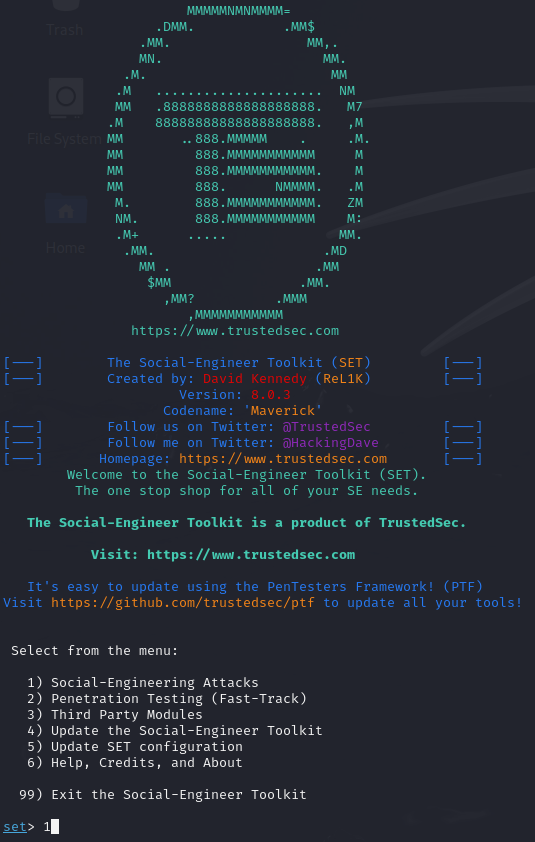 Trash
MMMMMNMNMMMM=
.DMM.           .MM$
.MM.                 MM,.
MN.                    MM.
.M.                       MM
.M   .....................  NM
MM   .8888888888888888888.   M7
.M    88888888888888888888.   ,M
File System
MM       ..888.MMMMM    .     .M.
MM         888.MMMMMMMMMMM     M
MM         888.MMMMMMMMMMM.    M
MM         888.      NMMMM.   .M
M.        888.MMMMMMMMMMM.   ZM
NM.       888.MMMMMMMMMMM    M:
Home
.M+      .....              MM.
.MM.                     .MD
MM .                  .MM
$MM                .MM.
,MM?          .MMM
,MMMMMMMMMMM
https://www.trustedsec.com
[---]        The Social-Engineer Toolkit (SET)         [---]
[---]        Created by: David Kennedy (ReL1K)         [---]
Version: 8.0.3
Codename: 'Maverick'
[---]        Follow us on Twitter: @TrustedSec         [---]
[---]        Follow me on Twitter: @HackingDave        [---]
[---]       Homepage: https://www.trustedsec.com       [---]
Welcome to the Social-Engineer Toolkit (SET).
The one stop shop for all of your SE needs.
The Social-Engineer Toolkit is a product of TrustedSec.
Visit: https://www.trustedsec.com
It's easy to update using the PenTesters Framework! (PTF)
Visit https://github.com/trustedsec/ptf to update all your tools!
Select from the menu:
1) Social-Engineering Attacks
2) Penetration Testing (Fast-Track)
3) Third Party Modules
4) Update the Social-Engineer Toolkit
5) Update SET configuration
6) Help, Credits, and About
99) Exit the Social-Engineer Toolkit
set> 1